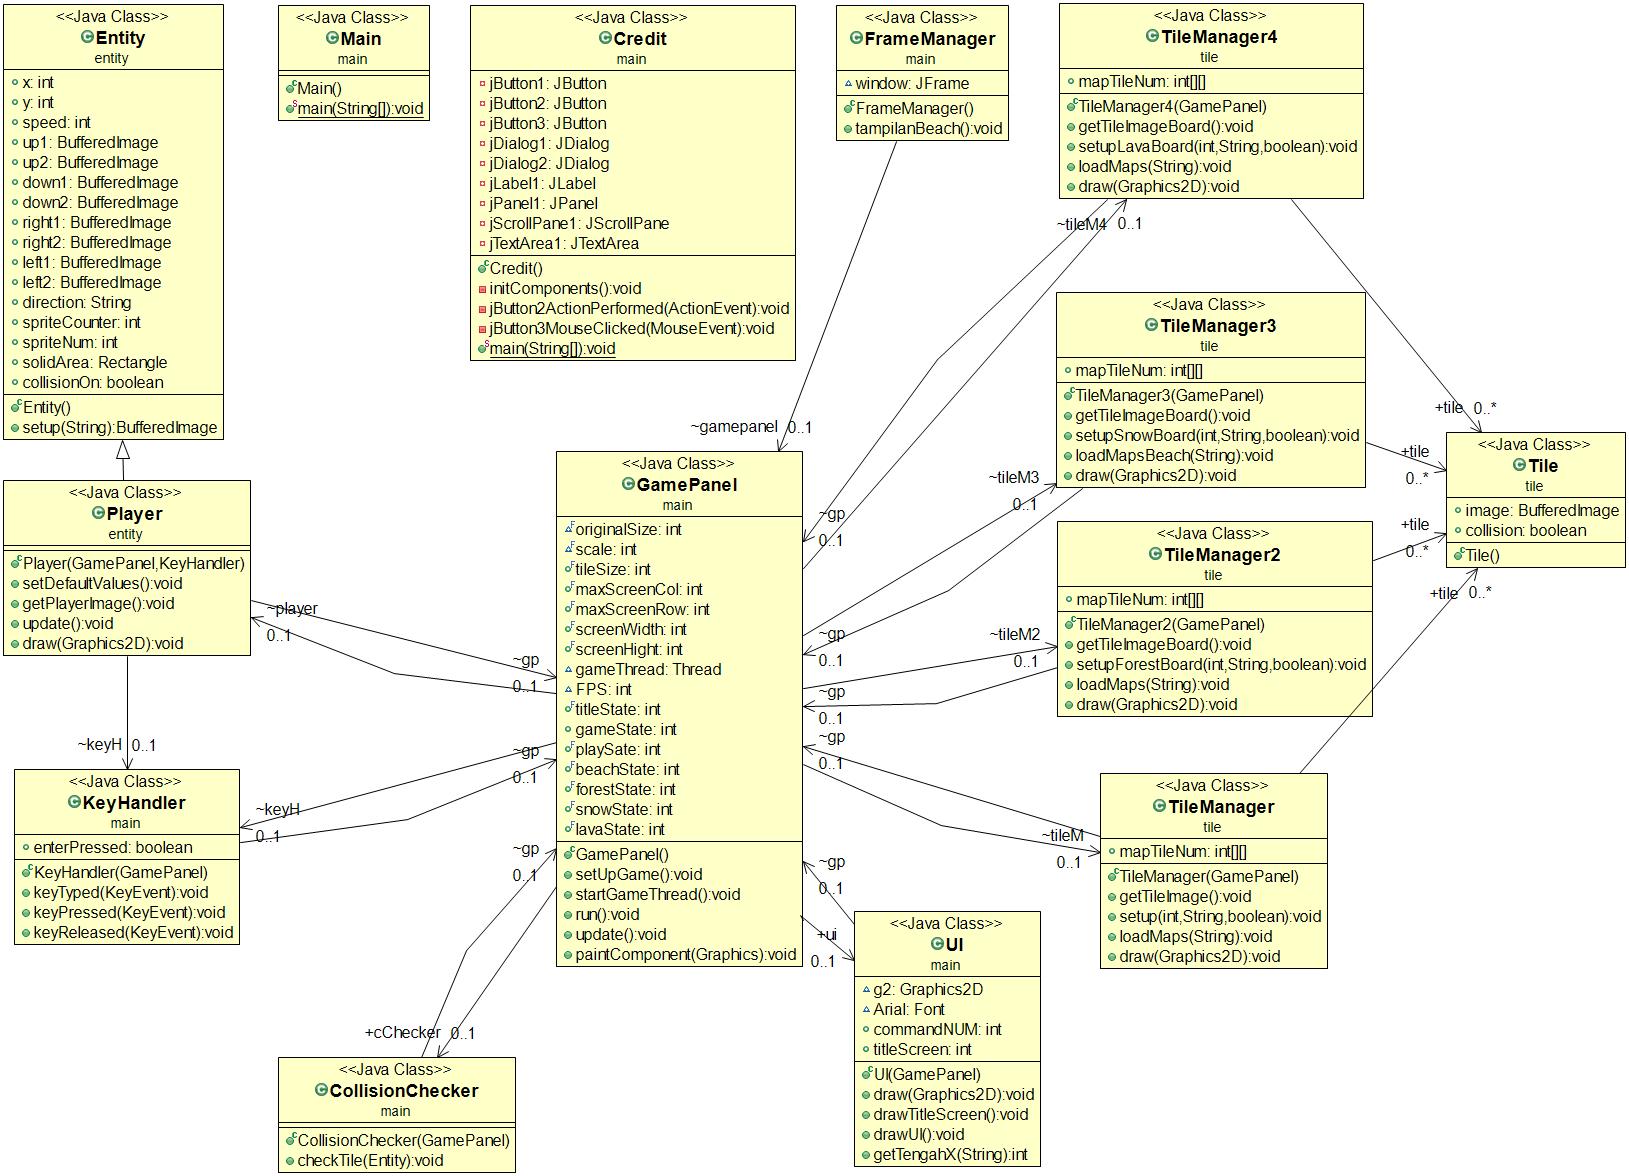 <<Java Class>>
Entity
entity
x: int
y: int
speed: int
up1: BufferedImage
up2: BufferedImage
down1: BufferedImage
down2: BufferedImage
right1: BufferedImage
right2: BufferedImage
left1: BufferedImage
left2: BufferedImage
direction: String
spriteCounter: int
spriteNum: int
solidArea: Rectangle
collisionOn: boolean
Entity()
setup(String):BufferedImage
<<Java Class>>
Main
main
Main()
main(String[]):void
<<Java Class>>
Credit
main
jButton1: JButton
jButton2: JButton
jButton3: JButton
jDialog1: JDialog
jDialog2: JDialog
jLabel1: JLabel
jPanel1: JPanel
jScrollPane1: JScrollPane
jTextArea1: JTextArea
Credit()
initComponents():void
jButton2ActionPerformed(ActionEvent):void
jButton3MouseClicked(MouseEvent):void
main(String[]):void
<<Java Class>>
FrameManager
main
window: JFrame
FrameManager()
tampilanBeach():void
<<Java Class>>
TileManager4
tile
mapTileNum: int[][]
TileManager4(GamePanel)
getTileImageBoard():void
setupLavaBoard(int,String,boolean):void
loadMaps(String):void
draw(Graphics2D):void
~tileM4
0..1
<<Java Class>>
TileManager3
tile
mapTileNum: int[][]
TileManager3(GamePanel)
getTileImageBoard():void
setupSnowBoard(int,String,boolean):void
loadMapsBeach(String):void
draw(Graphics2D):void
+tile
0..*
<<Java Class>>
Tile
tile
image: BufferedImage
collision: boolean
Tile()
+tile
0..*
+tile
0..*
+tile
0..*
~gamepanel
0..1
<<Java Class>>
GamePanel
main
originalSize: int
scale: int
tileSize: int
maxScreenCol: int
maxScreenRow: int
screenWidth: int
screenHight: int
gameThread: Thread
FPS: int
titleState: int
gameState: int
playSate: int
beachState: int
forestState: int
snowState: int
lavaState: int
GamePanel()
setUpGame():void
startGameThread():void
run():void
update():void
paintComponent(Graphics):void
~tileM3
0..1
~gp
0..1
~gp
0..1
~tileM2
0..1
~gp
0..1
~gp
0..1
~tileM
0..1
<<Java Class>>
TileManager2
tile
mapTileNum: int[][]
TileManager2(GamePanel)
getTileImageBoard():void
setupForestBoard(int,String,boolean):void
loadMaps(String):void
draw(Graphics2D):void
<<Java Class>>
Player
entity
Player(GamePanel,KeyHandler)
setDefaultValues():void
getPlayerImage():void
update():void
draw(Graphics2D):void
~player
0..1
~gp
0..1
~keyH
0..1
~gp
0..1
~keyH
0..1
<<Java Class>>
KeyHandler
main
enterPressed: boolean
KeyHandler(GamePanel)
keyTyped(KeyEvent):void
keyPressed(KeyEvent):void
keyReleased(KeyEvent):void
~gp
0..1
+cChecker
0..1
<<Java Class>>
CollisionChecker
main
CollisionChecker(GamePanel)
checkTile(Entity):void
~gp
0..1
+ui
0..1
<<Java Class>>
UI
main
g2: Graphics2D
Arial: Font
commandNUM: int
titleScreen: int
UI(GamePanel)
draw(Graphics2D):void
drawTitleScreen():void
drawUI():void
getTengahX(String):int
<<Java Class>>
TileManager
tile
mapTileNum: int[][]
TileManager(GamePanel)
getTileImage():void
setup(int,String,boolean):void
loadMaps(String):void
draw(Graphics2D):void